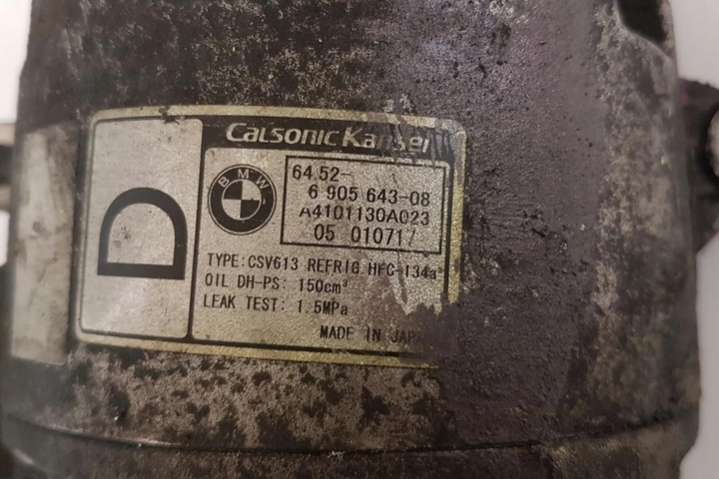 CalsonicKansei
D
BMW
64.52-
6 905 643-08
A4101130A023
05 010717
TYPE:CSV613 REFRIG HFC-134a
OIL DH-PS: 150cm³
LEAK TEST: 1.5MPa
MADE IN JAPAN